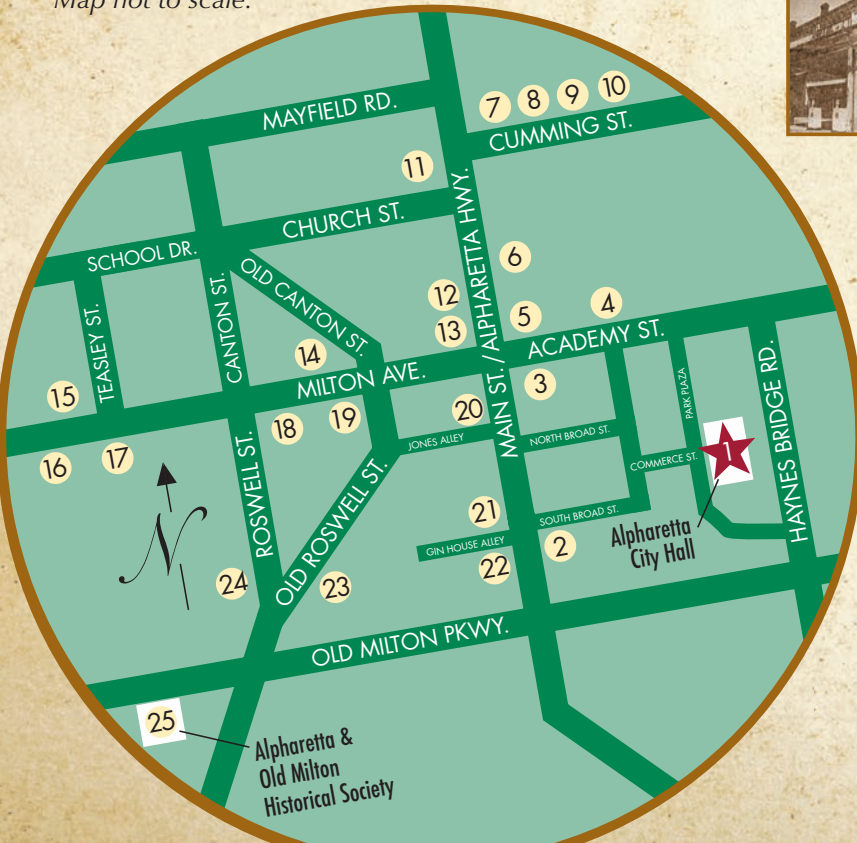 Map not to scale.
MAYFIELD RD.
7
8
9
10
CUMMING ST.
11
CHURCH ST.
SCHOOL DR.
MAIN ST. / ALPHARETTA HWY.
6
OLD CANTON ST.
12
13
5
4
CANTON ST.
TEASLEY ST.
14
ACADEMY ST.
MILTON AVE.
3
15
16
17
18
19
20
JONES ALLEY
NORTH BROAD ST.
PARK PLAZA
COMMERCE ST.
1
HAYNES BRIDGE RD.
ROSWELL ST.
OLD ROSWELL ST.
N
21
SOUTH BROAD ST.
GIN HOUSE ALLEY
22
2
Alpharetta
City Hall
24
23
OLD MILTON PKWY.
25
Alpharetta &
Old Milton
Historical Society